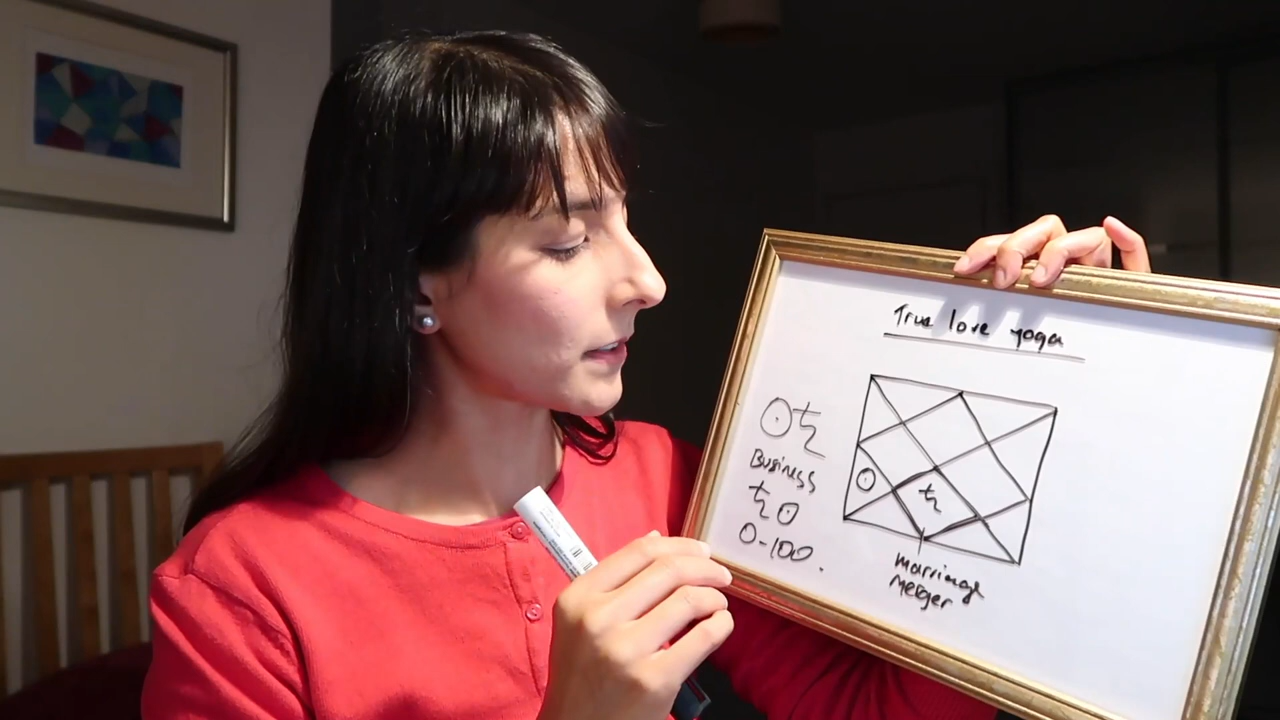 True love yoga
☉♄
Business
♄☉
0-100.
☉
♄
marriage
Merger